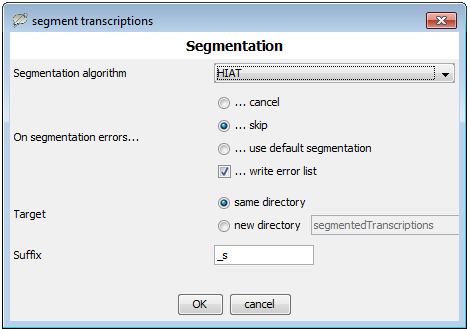 segment transcriptions
Segmentation
Segmentation algorithm HIAT
... cancel
On segmentation errors... ... skip
... use default segmentation
... write error list
Target same directory
new directory segmentedTranscriptions
Suffix _s
OK cancel